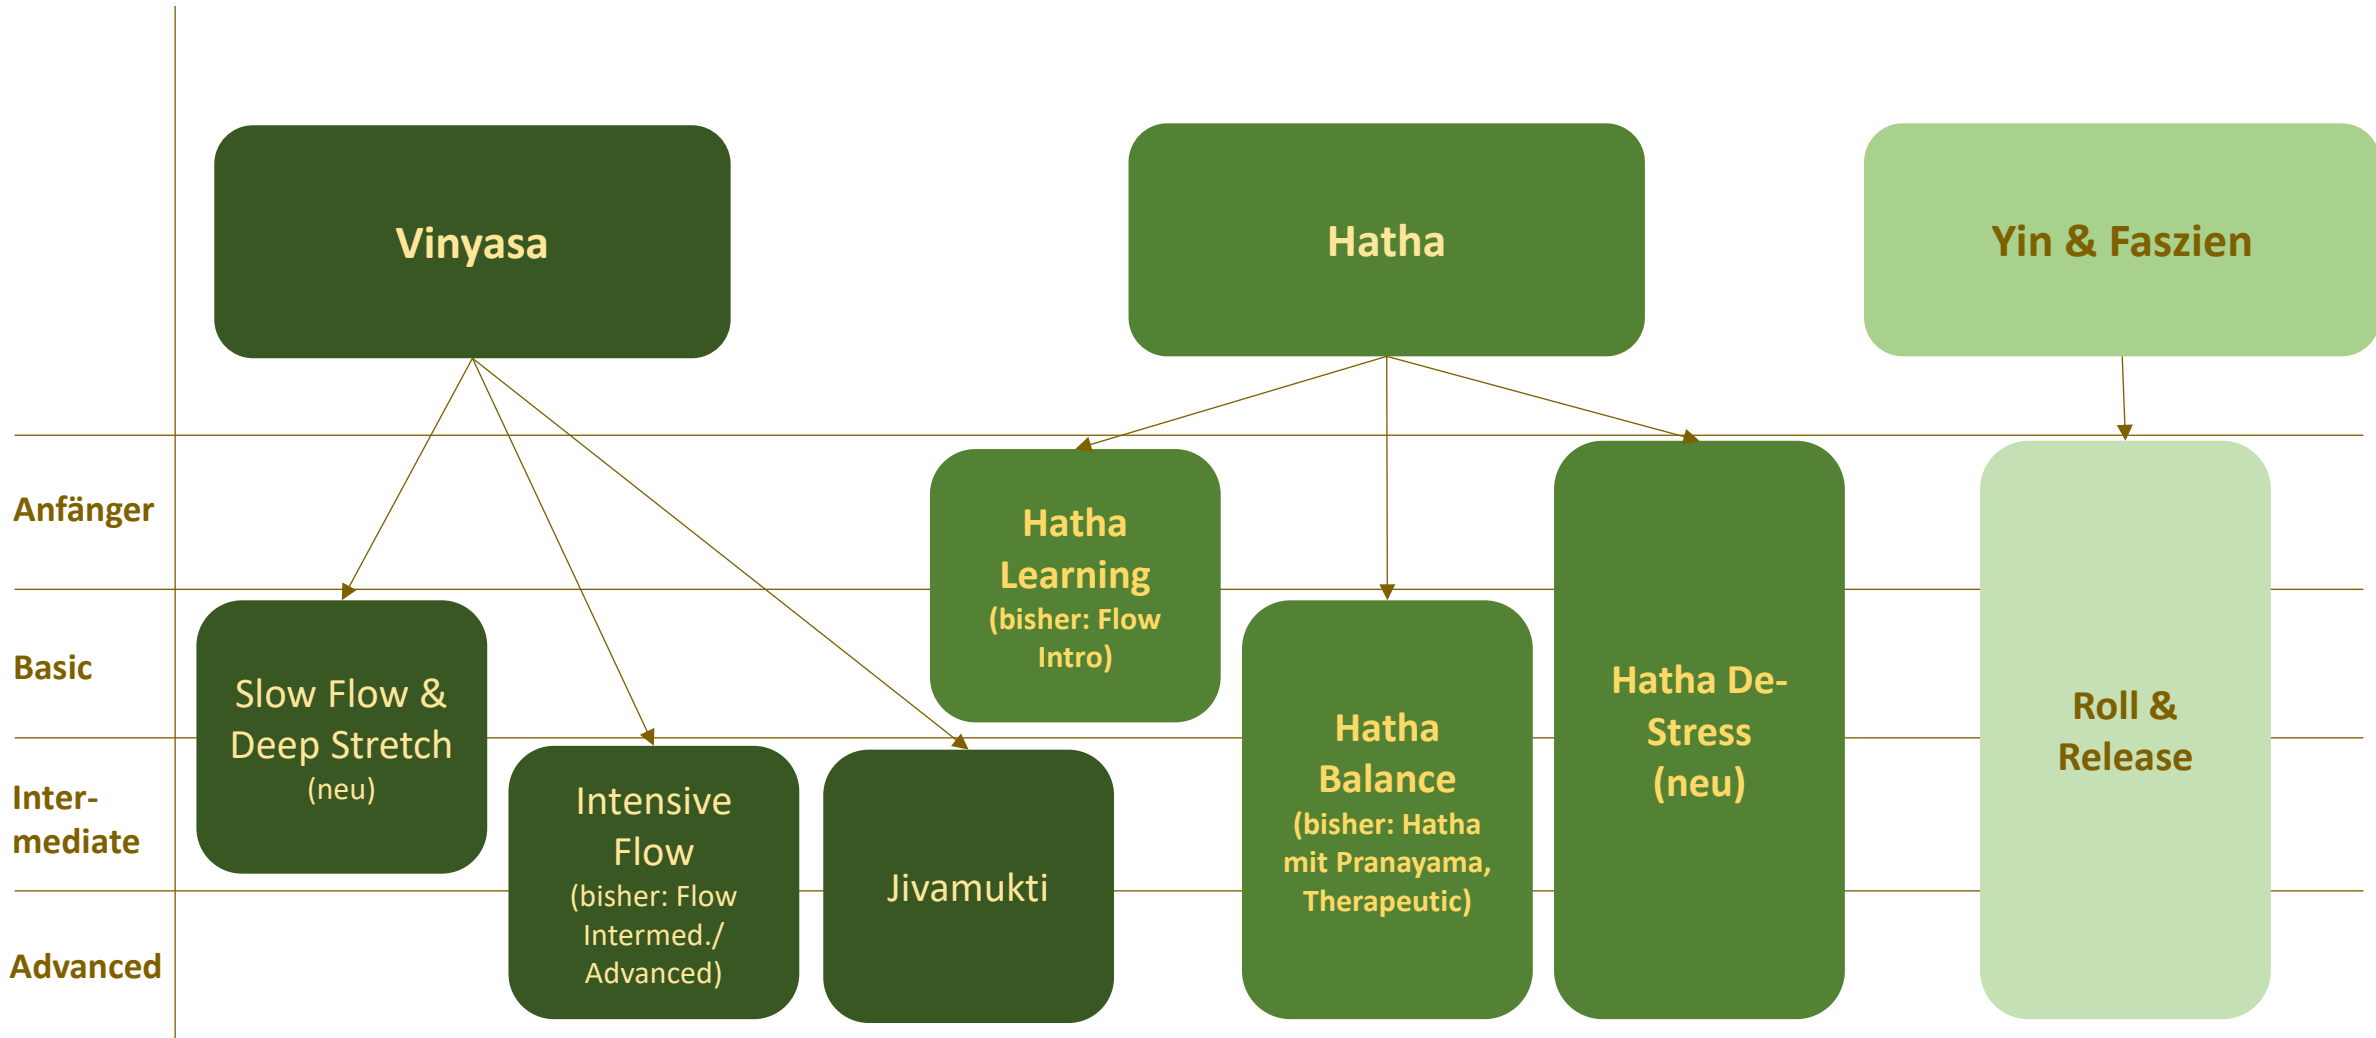 Vinyasa
Hatha
Yin & Faszien
Anfänger
Basic
Inter-
mediate
Advanced
Slow Flow &
Deep Stretch
(neu)
Intensive
Flow
(bisher: Flow
Intermed./
Advanced)
Jivamukti
Hatha
Learning
(bisher: Flow
Intro)
Hatha
Balance
(bisher: Hatha
mit Pranayama,
Therapeutic)
Hatha De-
Stress
(neu)
Roll &
Release